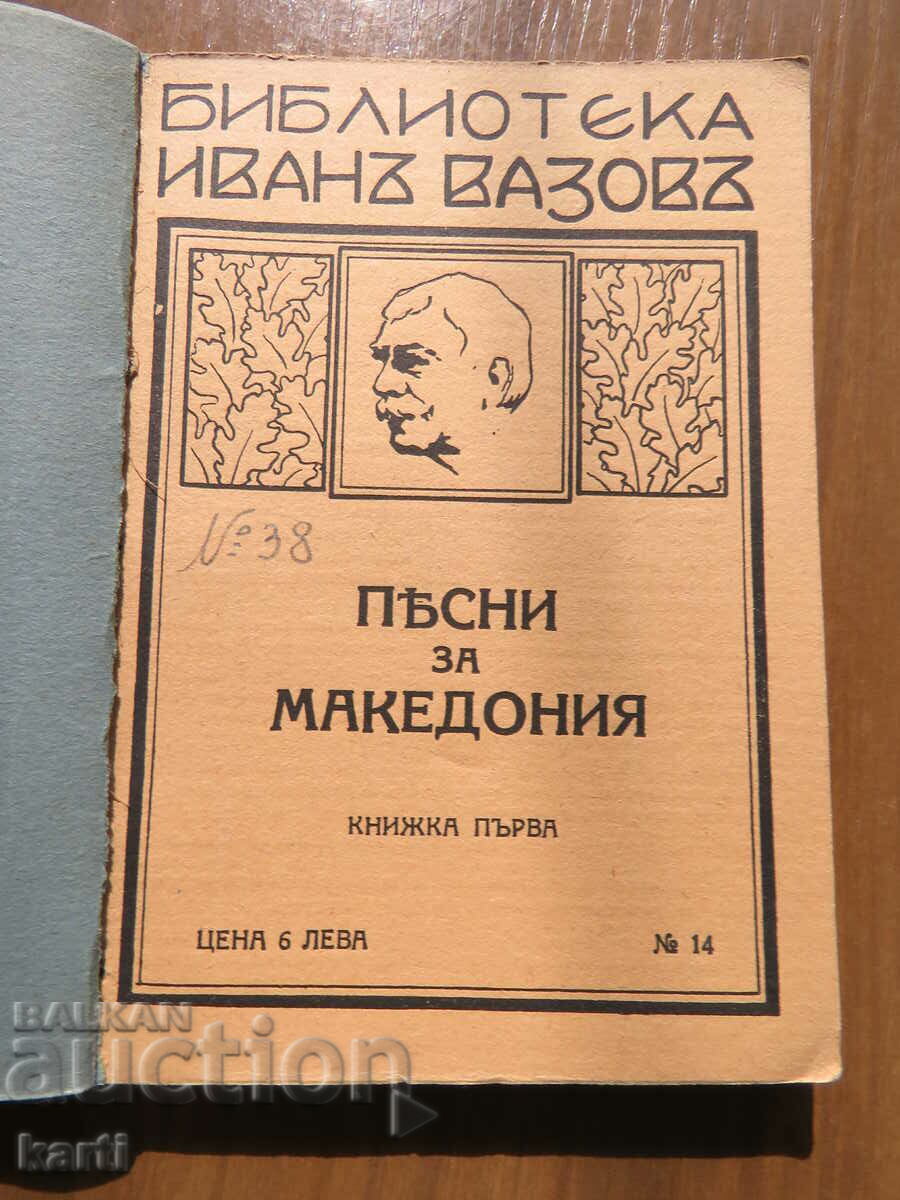 БИБЛИОТЕКА
ИВАНЪ ВАЗОВЪ
№ 38
ПѢСНИ
ЗА
МАКЕДОНИЯ
КНИЖКА ПЪРВА
ЦЕНА 6 ЛЕВА
№ 14
BALKAN
auction
karti